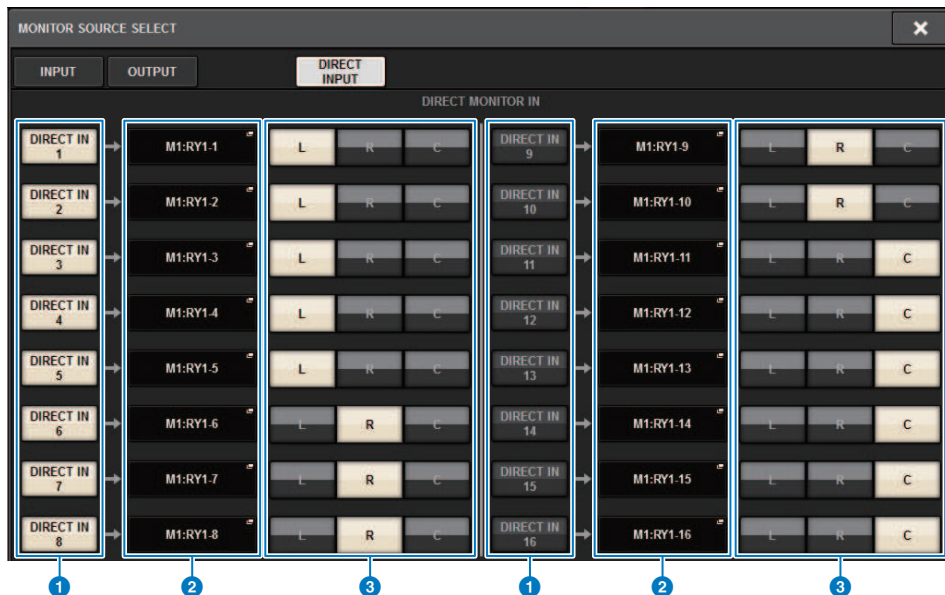 MONITOR SOURCE SELECT
INPUT OUTPUT DIRECT INPUT
DIRECT MONITOR IN
DIRECT IN 1 M1:RY1-1 L R C DIRECT IN 9 M1:RY1-9 L R C
DIRECT IN 2 M1:RY1-2 L R C DIRECT IN 10 M1:RY1-10 L R C
DIRECT IN 3 M1:RY1-3 L R C DIRECT IN 11 M1:RY1-11 L R C
DIRECT IN 4 M1:RY1-4 L R C DIRECT IN 12 M1:RY1-12 L R C
DIRECT IN 5 M1:RY1-5 L R C DIRECT IN 13 M1:RY1-13 L R C
DIRECT IN 6 M1:RY1-6 L R C DIRECT IN 14 M1:RY1-14 L R C
DIRECT IN 7 M1:RY1-7 L R C DIRECT IN 15 M1:RY1-15 L R C
DIRECT IN 8 M1:RY1-8 L R C DIRECT IN 16 M1:RY1-16 L R C
1 2 3 1 2 3